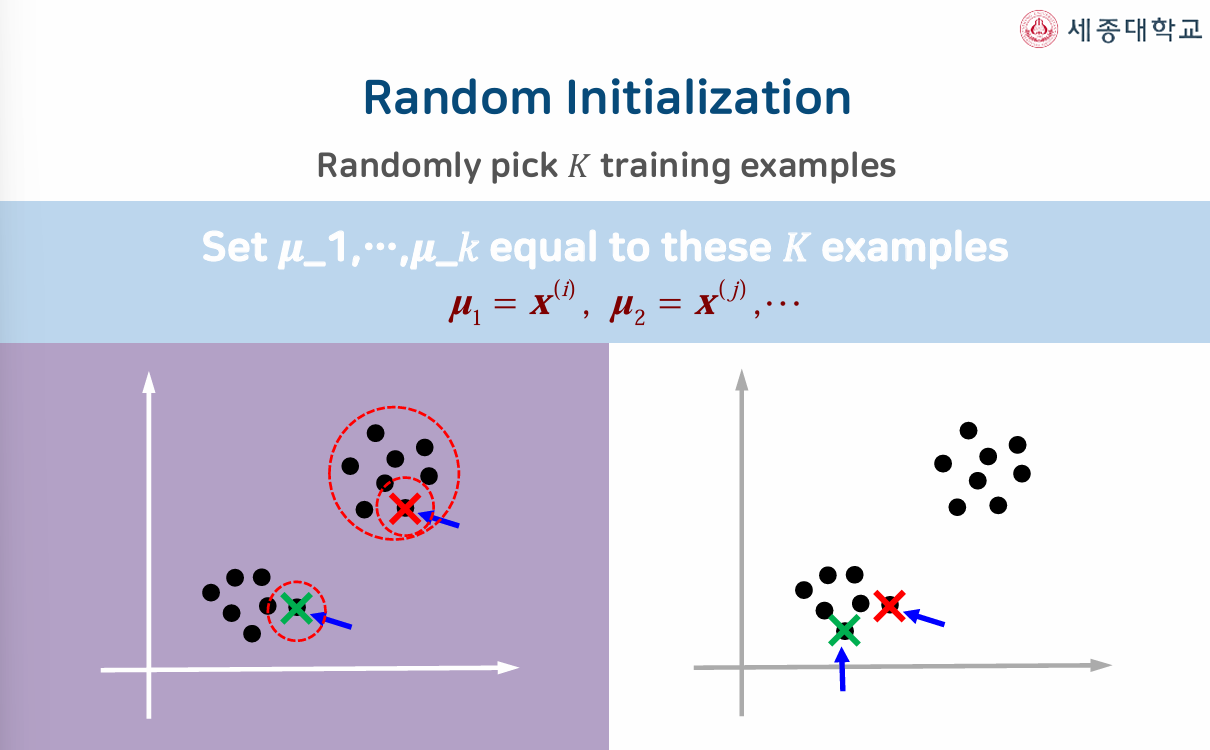 세종대학교
Random Initialization
Randomly pick K training examples
Set μ_1,⋯,μ_k equal to these K examples
μ₁ = x⁽ⁱ⁾, μ₂ = x⁽ʲ⁾,⋯